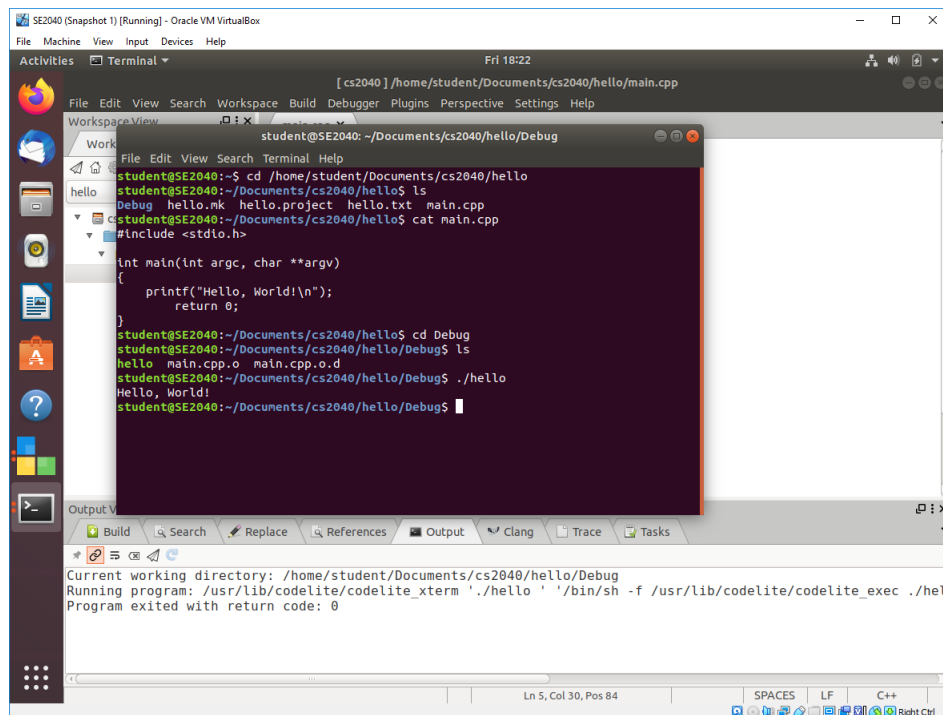 SE2040 (Snapshot 1) [Running] - Oracle VM VirtualBox
File Machine View Input Devices Help
Activities Terminal Fri 18:22
[ cs2040 ] /home/student/Documents/cs2040/hello/main.cpp
File Edit View Search Workspace Build Debugger Plugins Perspective Settings Help
Workspace View
main.cpp
Work
hello
student@SE2040: ~/Documents/cs2040/hello/Debug
File Edit View Search Terminal Help
student@SE2040:~$ cd /home/student/Documents/cs2040/hello
student@SE2040:~/Documents/cs2040/hello$ ls
Debug hello.mk hello.project hello.txt main.cpp
student@SE2040:~/Documents/cs2040/hello$ cat main.cpp
#include <stdio.h>
int main(int argc, char **argv)
{
printf("Hello, World!\n");
return 0;
}
student@SE2040:~/Documents/cs2040/hello$ cd Debug
student@SE2040:~/Documents/cs2040/hello/Debug$ ls
hello main.cpp.o main.cpp.o.d
student@SE2040:~/Documents/cs2040/hello/Debug$ ./hello
Hello, World!
student@SE2040:~/Documents/cs2040/hello/Debug$
Output V
Build Search Replace References Output Clang Trace Tasks
Current working directory: /home/student/Documents/cs2040/hello/Debug
Running program: /usr/lib/codelite/codelite_xterm './hello ' '/bin/sh -f /usr/lib/codelite/codelite_exec ./hel
Program exited with return code: 0
Ln 5, Col 30, Pos 84 SPACES LF C++
Right Ctrl